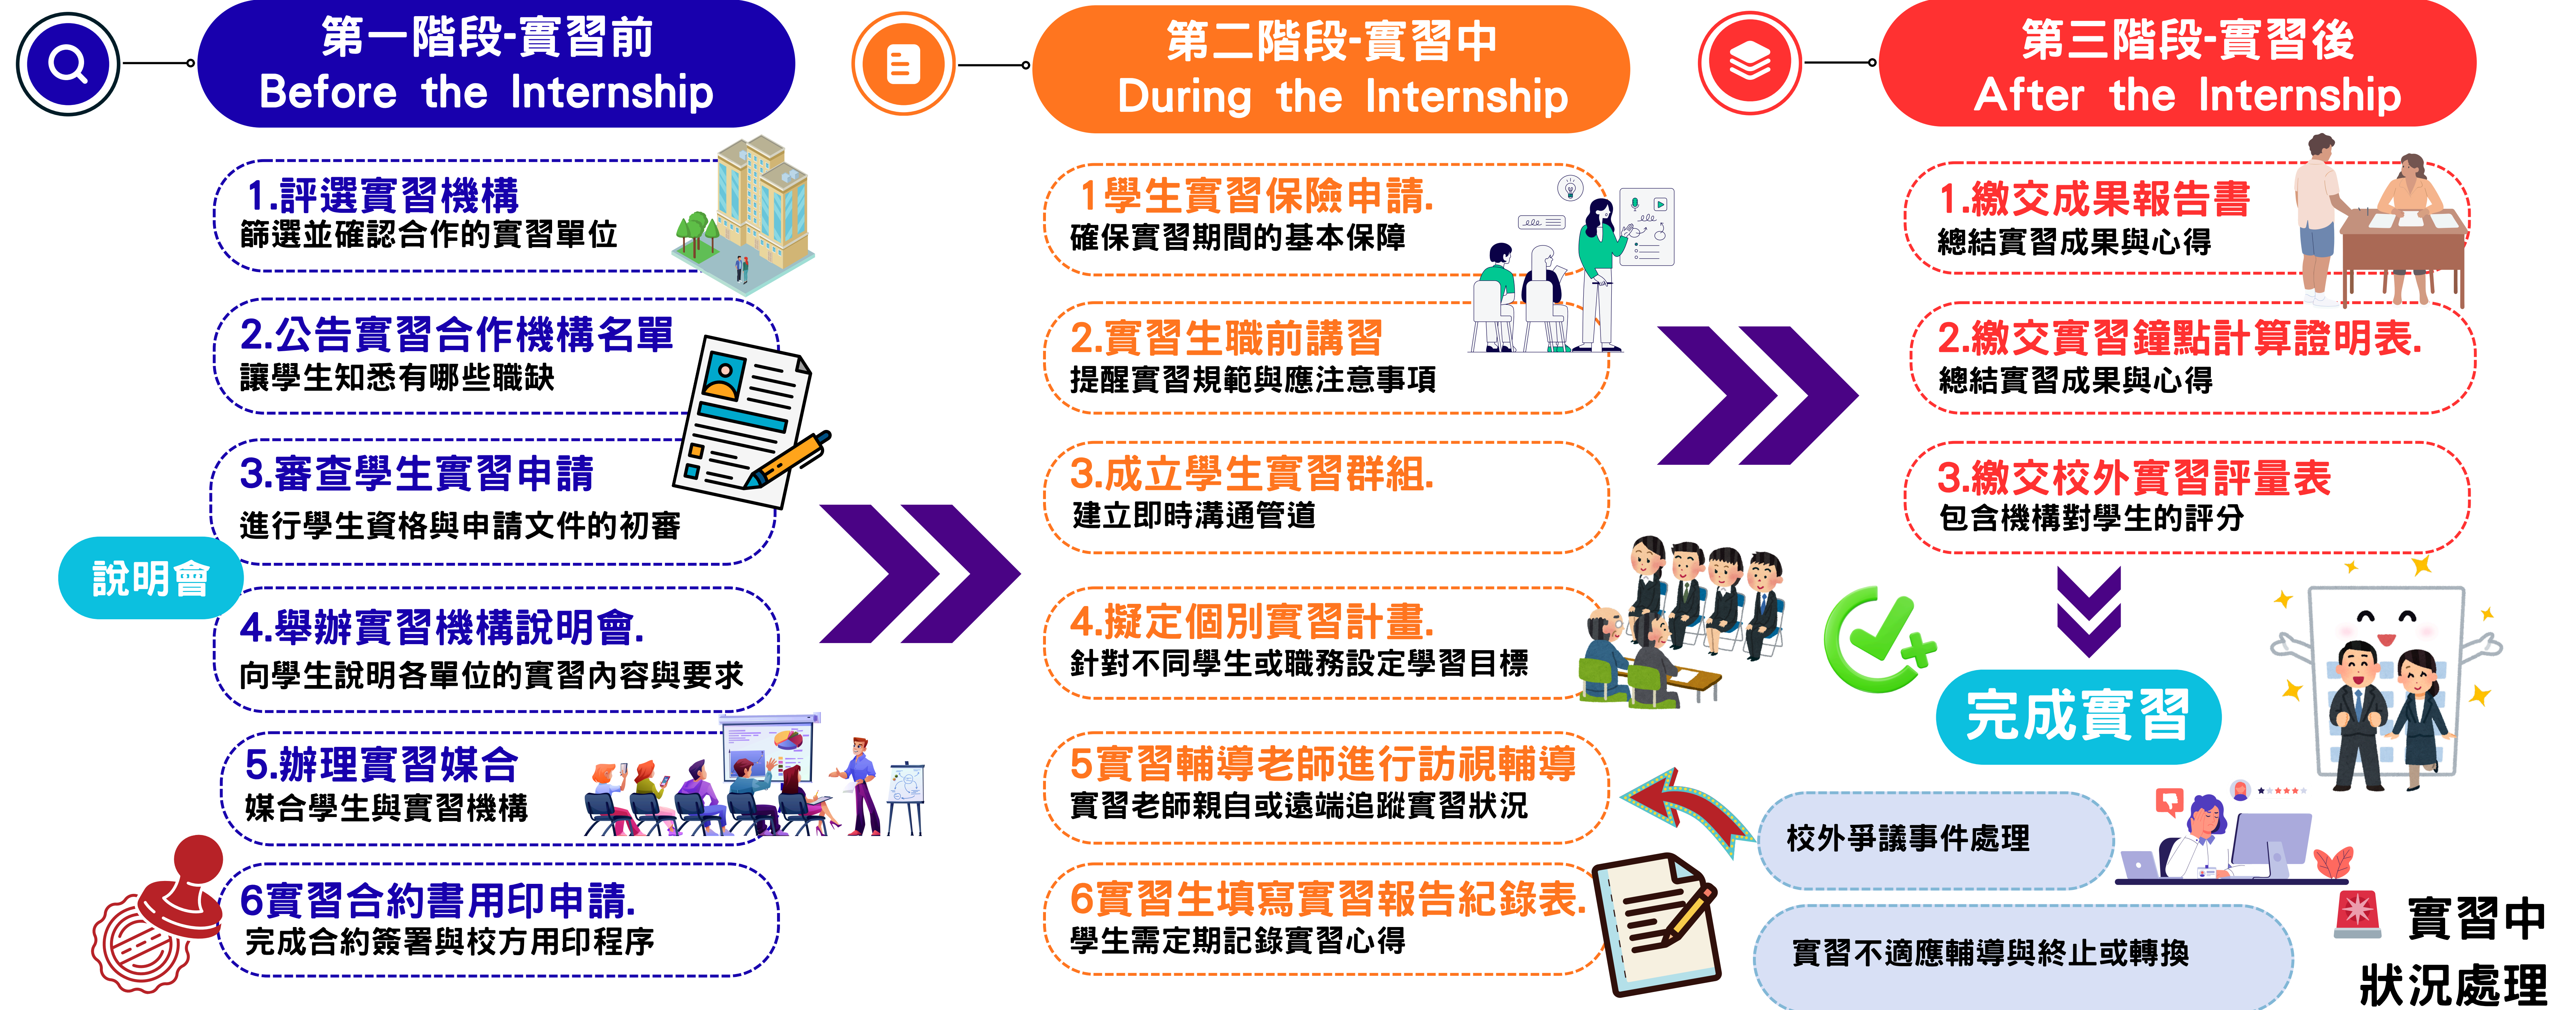 第一階段-實習前
Before the Internship
1.評選實習機構
篩選並確認合作的實習單位
2.公告實習合作機構名單
讓學生知悉有哪些職缺
3.審查學生實習申請
進行學生資格與申請文件的初審
說明會
4.舉辦實習機構說明會.
向學生說明各單位的實習內容與要求
5.辦理實習媒合
媒合學生與實習機構
6實習合約書用印申請.
完成合約簽署與校方用印程序
第二階段-實習中
During the Internship
1學生實習保險申請.
確保實習期間的基本保障
2.實習生職前講習
提醒實習規範與應注意事項
3.成立學生實習群組.
建立即時溝通管道
4.擬定個別實習計畫.
針對不同學生或職務設定學習目標
5實習輔導老師進行訪視輔導
實習老師親自或遠端追蹤實習狀況
6實習生填寫實習報告紀錄表.
學生需定期記錄實習心得
第三階段-實習後
After the Internship
1.繳交成果報告書
總結實習成果與心得
2.繳交實習鐘點計算證明表.
總結實習成果與心得
3.繳交校外實習評量表
包含機構對學生的評分
完成實習
校外爭議事件處理
實習不適應輔導與終止或轉換
實習中
狀況處理